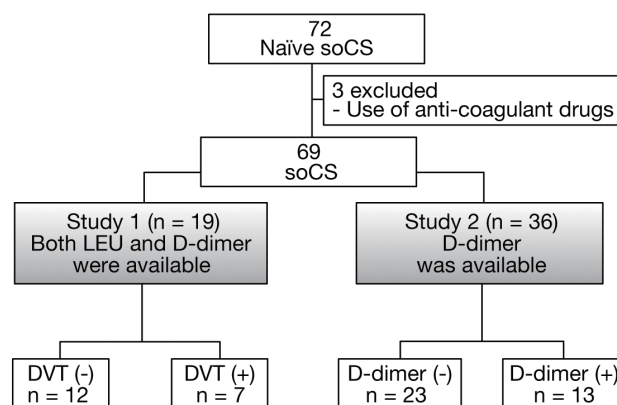 72
Naïve soCS
3 excluded
- Use of anti-coagulant drugs
69
soCS
Study 1 (n = 19)
Both LEU and D-dimer
were available
Study 2 (n = 36)
D-dimer
was available
DVT (-)
n = 12
DVT (+)
n = 7
D-dimer (-)
n = 23
D-dimer (+)
n = 13